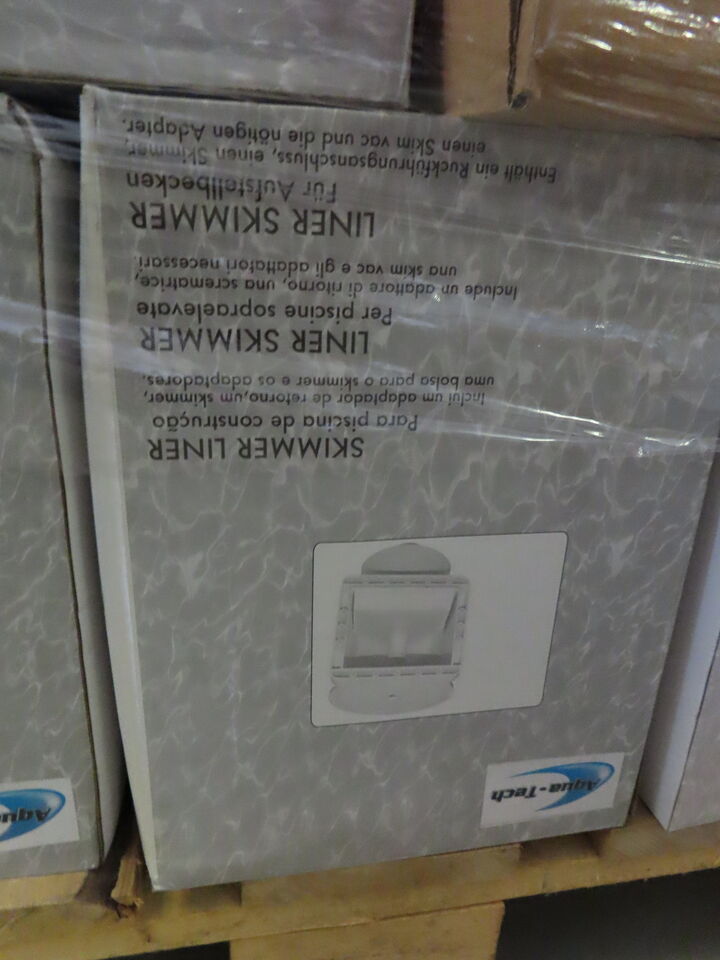 Aqua-Tech
SKIMMER LINER
Para piscina de construção
Inclui um adaptador de retorno,um skimmer,
uma bolsa para o skimmer e os adaptadores.
LINER SKIMMER
Per piscine sopraelevate
Include un adattore di ritorno, una scrematrice,
una skim vac e gli adattatori necessari.
LINER SKIMMER
Für Aufstellbecken
Enthält ein Ruckführungsanschluss, einen Skimmer,
einen Skim vac und die nötigen Adapter.
Aqua